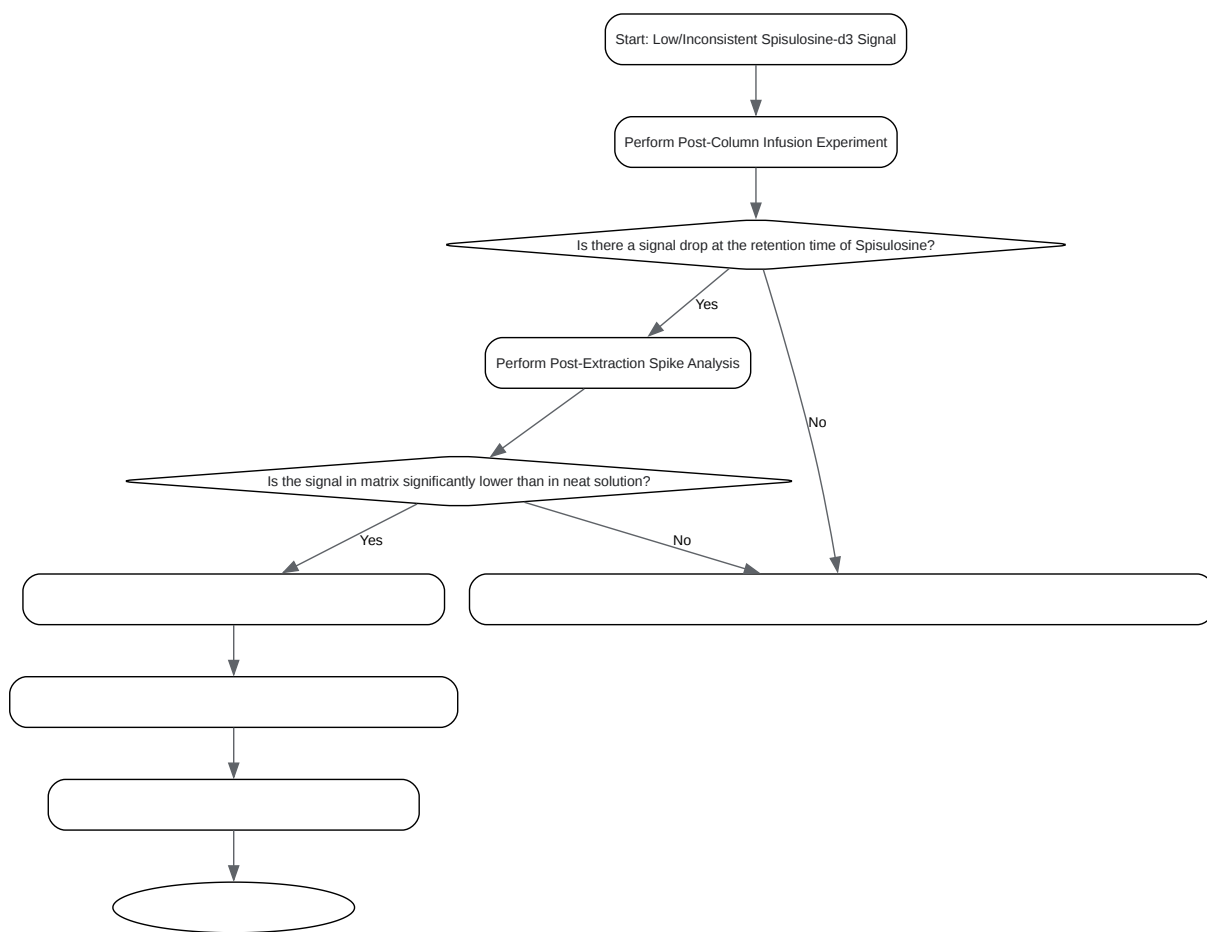 Start: Low/Inconsistent Spisulosine-d3 Signal
Perform Post-Column Infusion Experiment
Is there a signal drop at the retention time of Spisulosine?
Yes
Perform Post-Extraction Spike Analysis
No
Is the signal in matrix significantly lower than in neat solution?
Yes
No